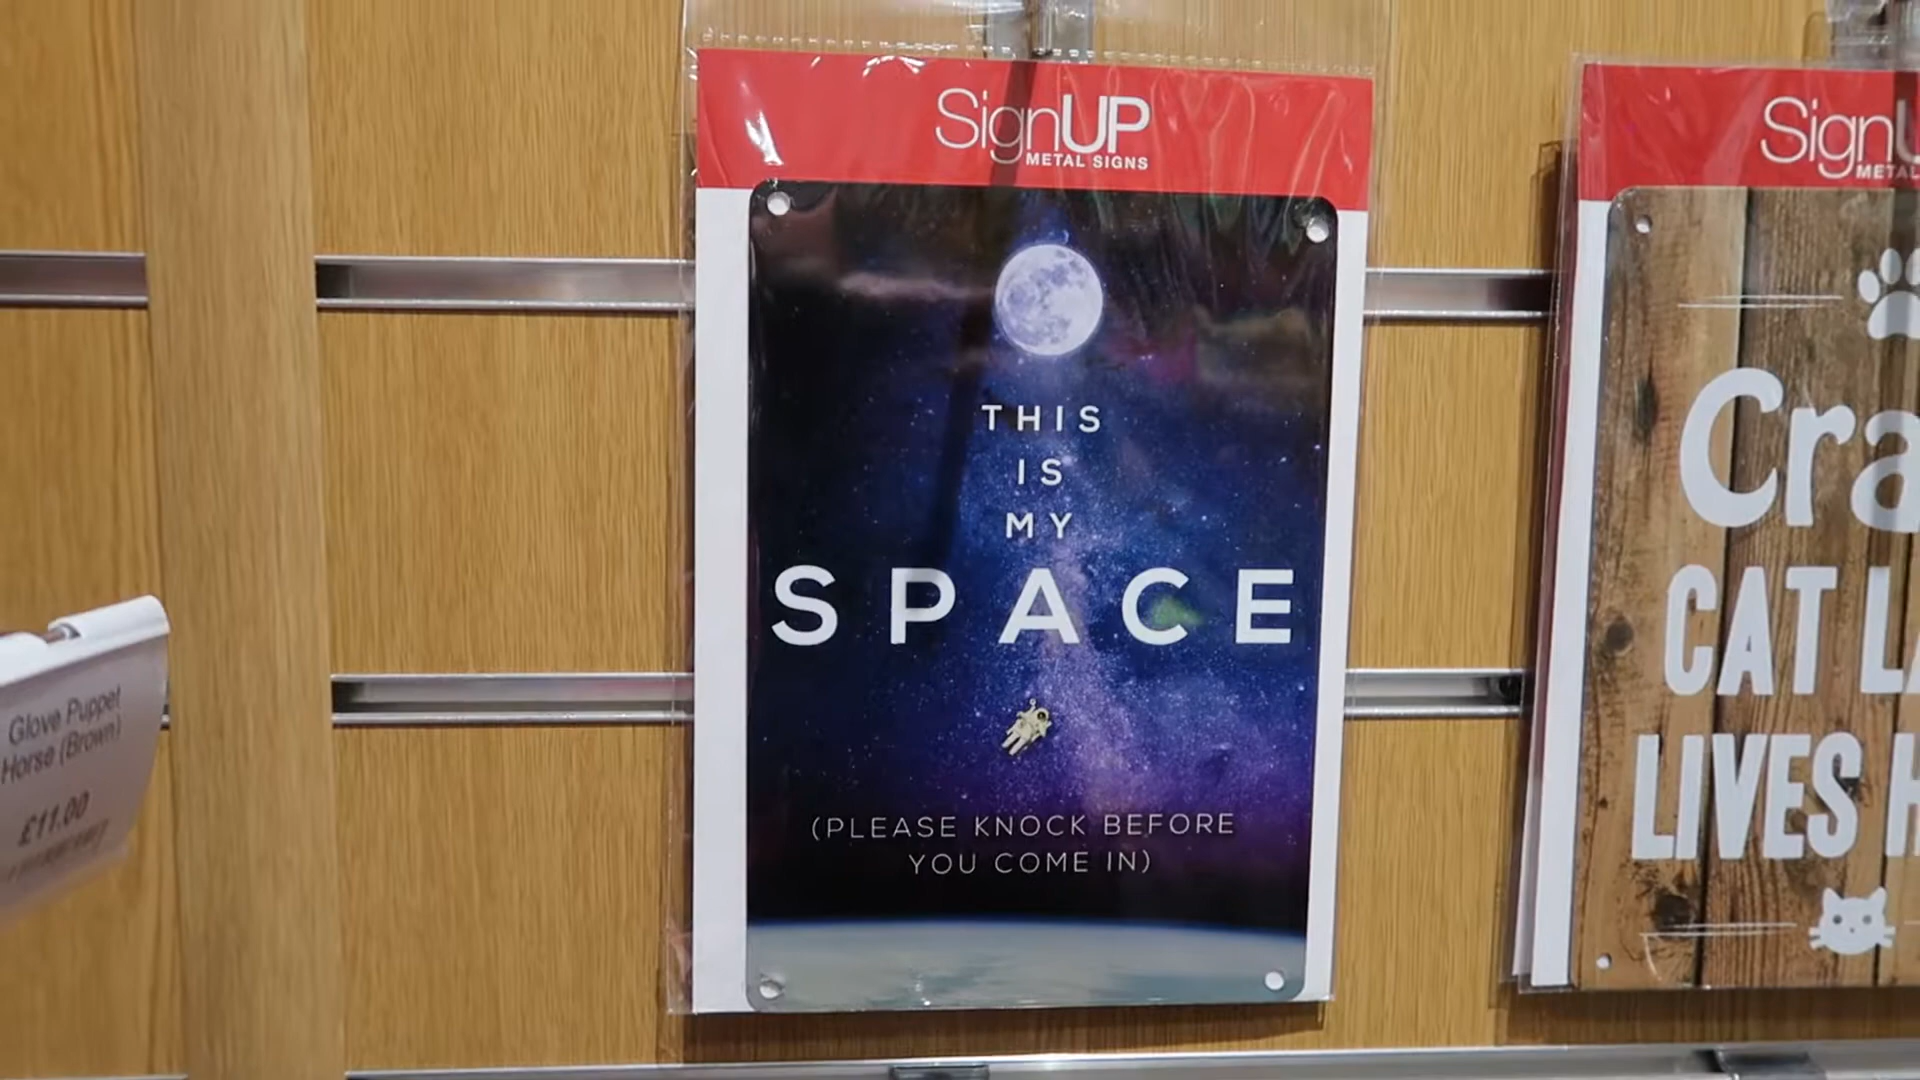 SignUP
METAL SIGNS
THIS
IS
MY
SPACE
(PLEASE KNOCK BEFORE
YOU COME IN)
Glove Puppet
Horse (Brown)
£11.00
Sign
METAL
CAT
LIVES